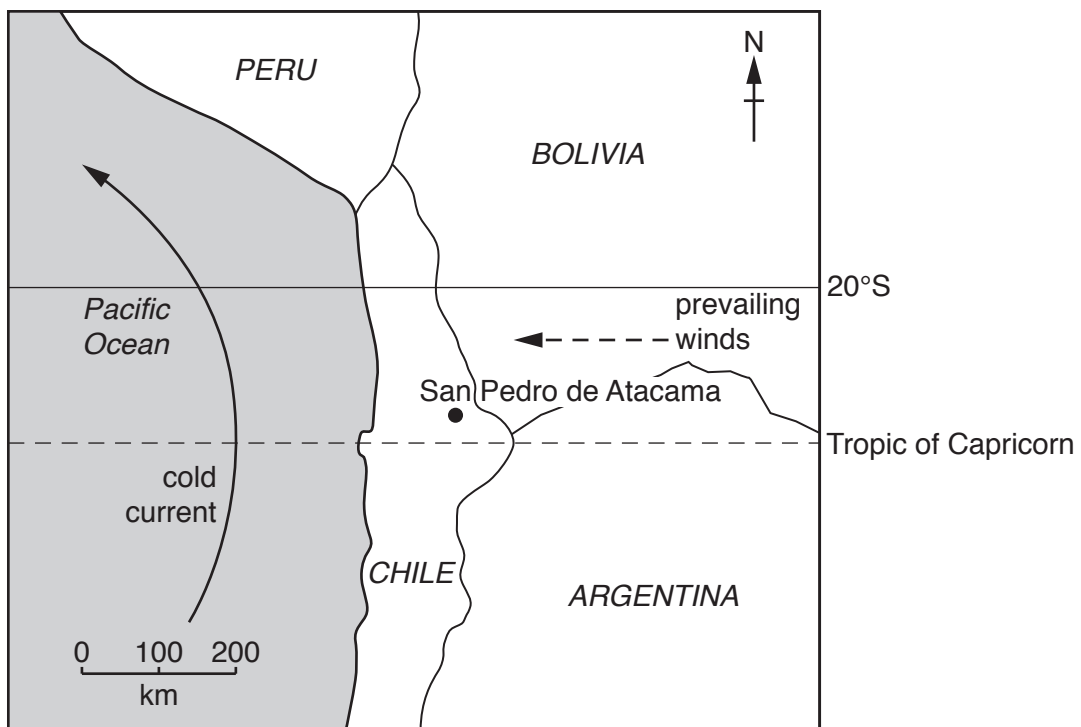 N
PERU
BOLIVIA
20°S
Pacific
Ocean
prevailing
winds
San Pedro de Atacama
Tropic of Capricorn
cold
current
CHILE
ARGENTINA
0 100 200
km